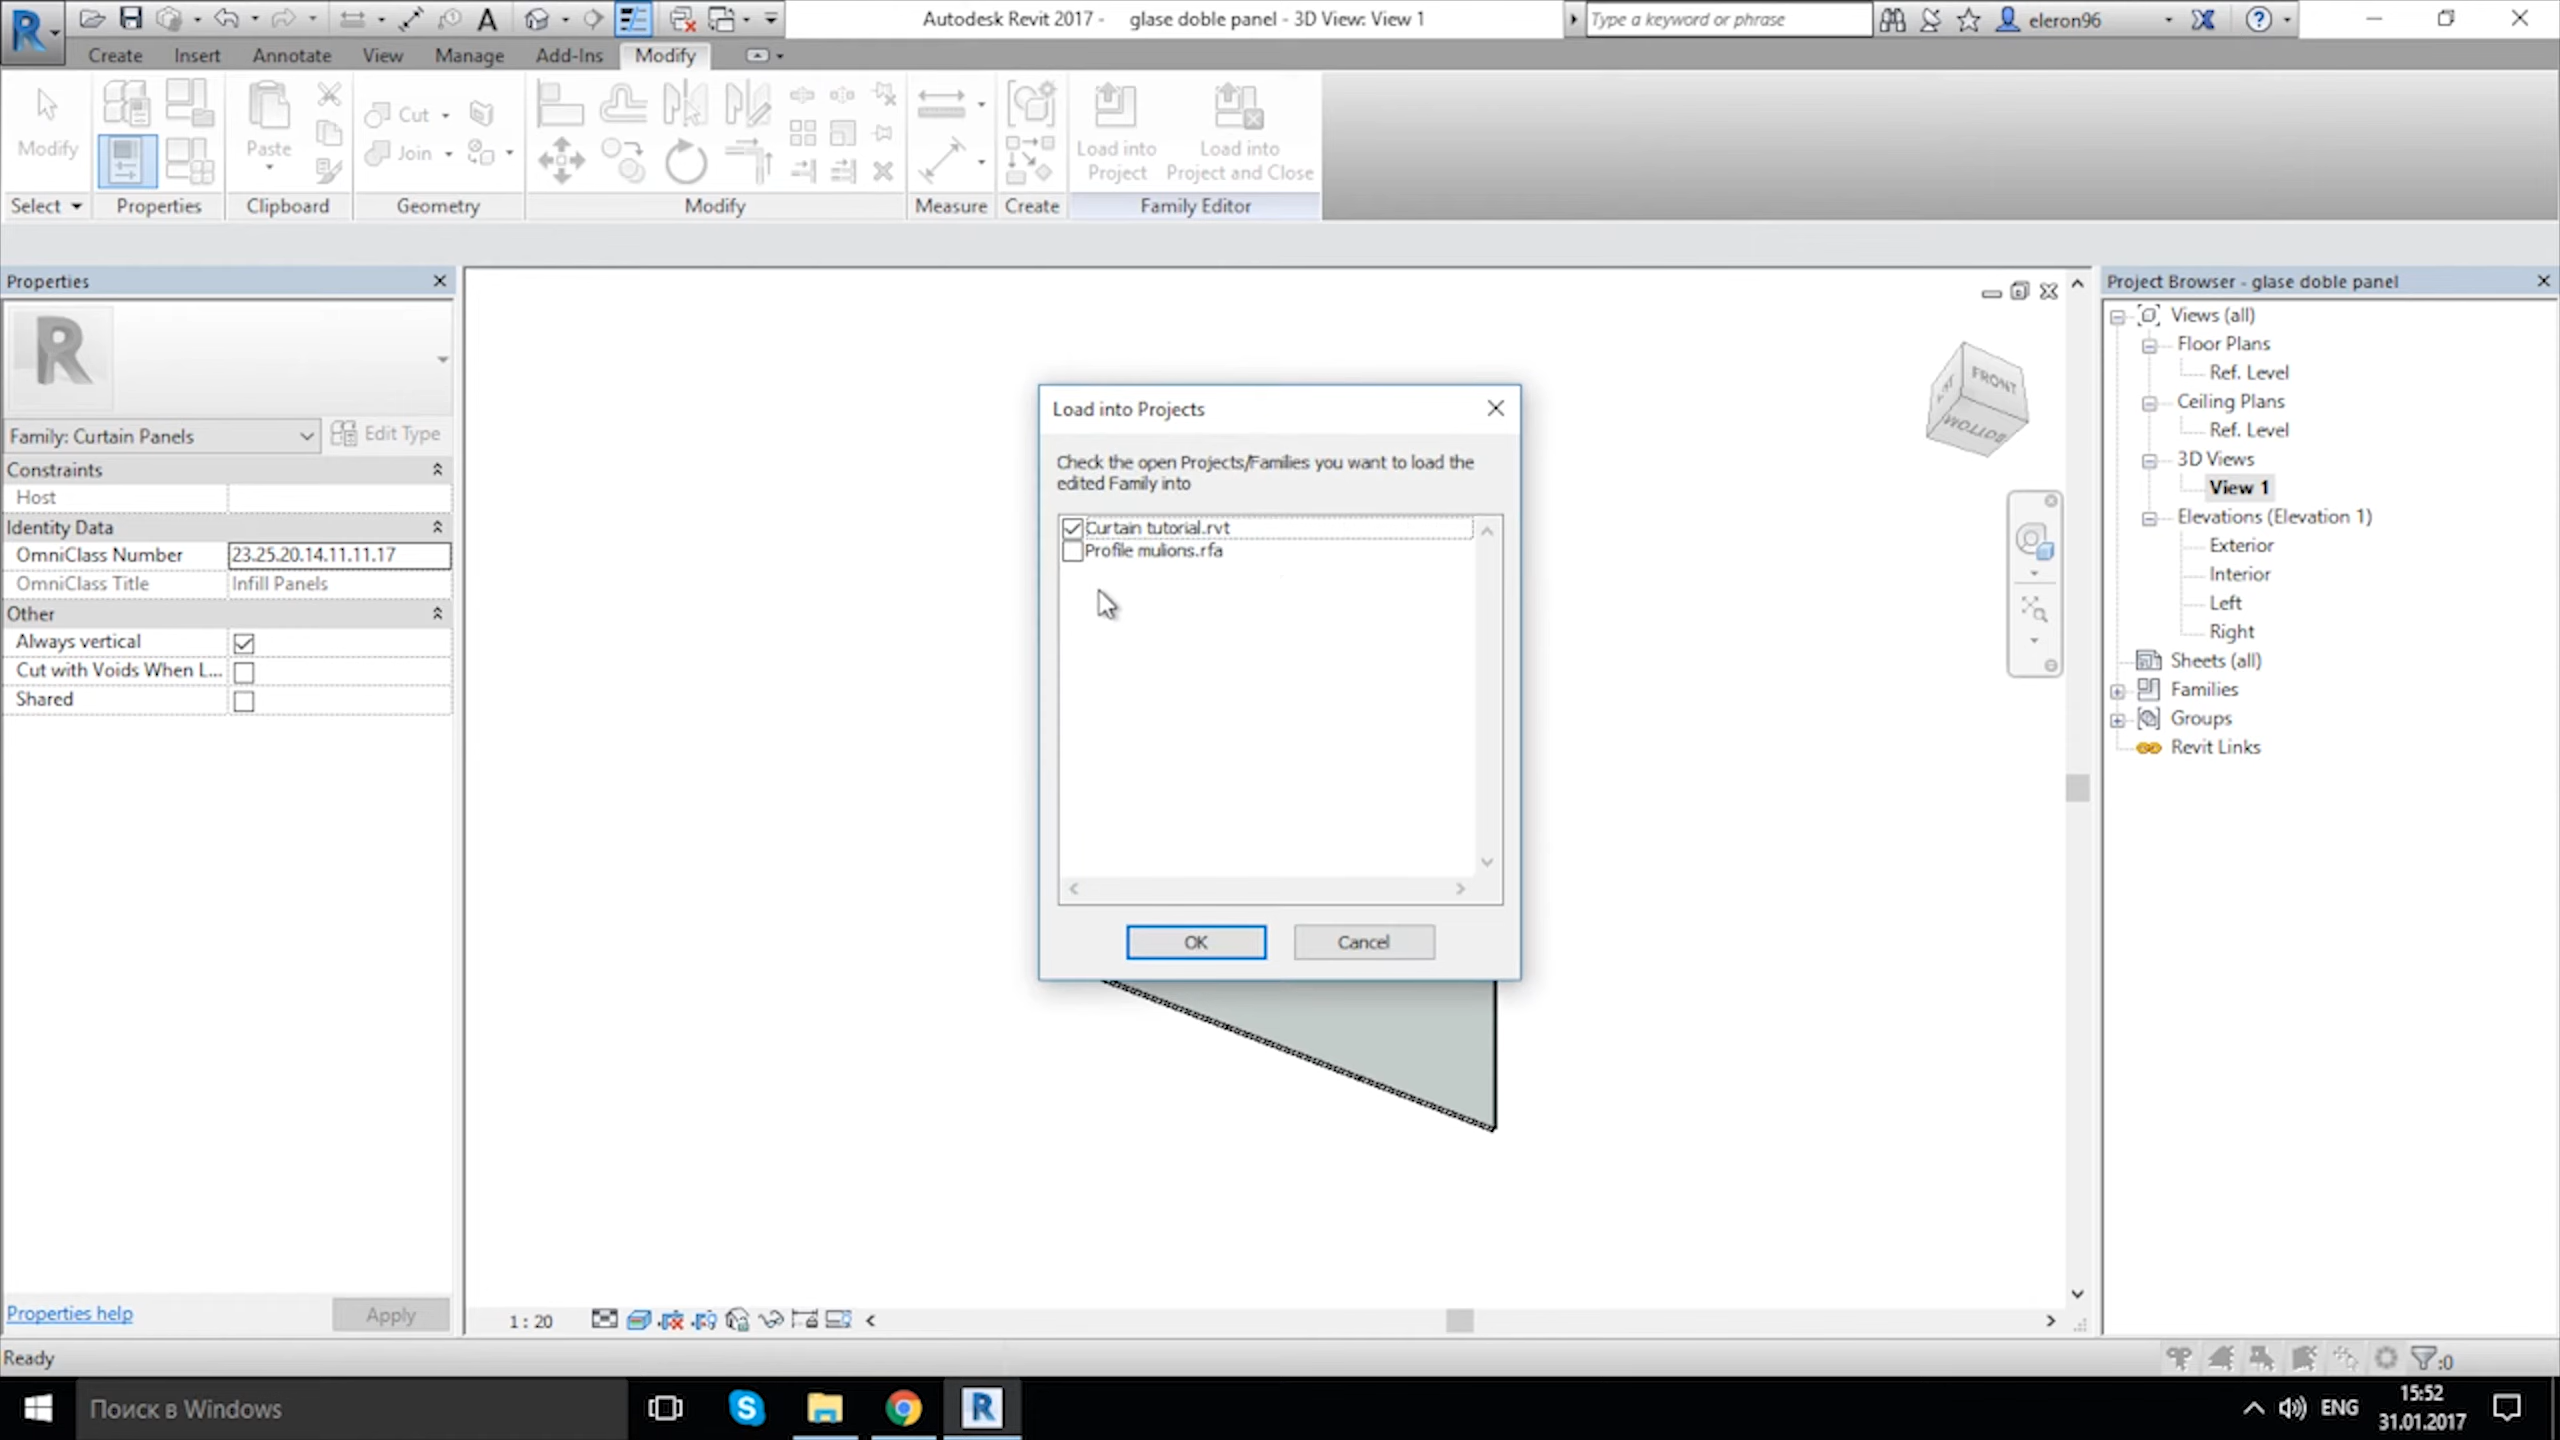 Autodesk Revit 2017 -    glase doble panel - 3D View: View 1
Type a keyword or phrase
eleron96
Create
Insert
Annotate
View
Manage
Add-Ins
Modify
Modify
Paste
Cut
Join
Load into
Project
Load into
Project and Close
Select
Properties
Clipboard
Geometry
Modify
Measure
Create
Family Editor
Properties
Family: Curtain Panels
Edit Type
Constraints
Host
Identity Data
OmniClass Number
23.25.20.14.11.11.17
OmniClass Title
Infill Panels
Other
Always vertical
Cut with Voids When L...
Shared
Properties help
Apply
FRONT
BOTTOM
Load into Projects
Check the open Projects/Families you want to load the
edited Family into
Curtain tutorial.rvt
Profile mulions.rfa
OK
Cancel
1 : 20
Project Browser - glase doble panel
Views (all)
Floor Plans
Ref. Level
Ceiling Plans
Ref. Level
3D Views
View 1
Elevations (Elevation 1)
Exterior
Interior
Left
Right
Sheets (all)
Families
Groups
Revit Links
Ready
:0
Поиск в Windows
ENG
15:52
31.01.2017